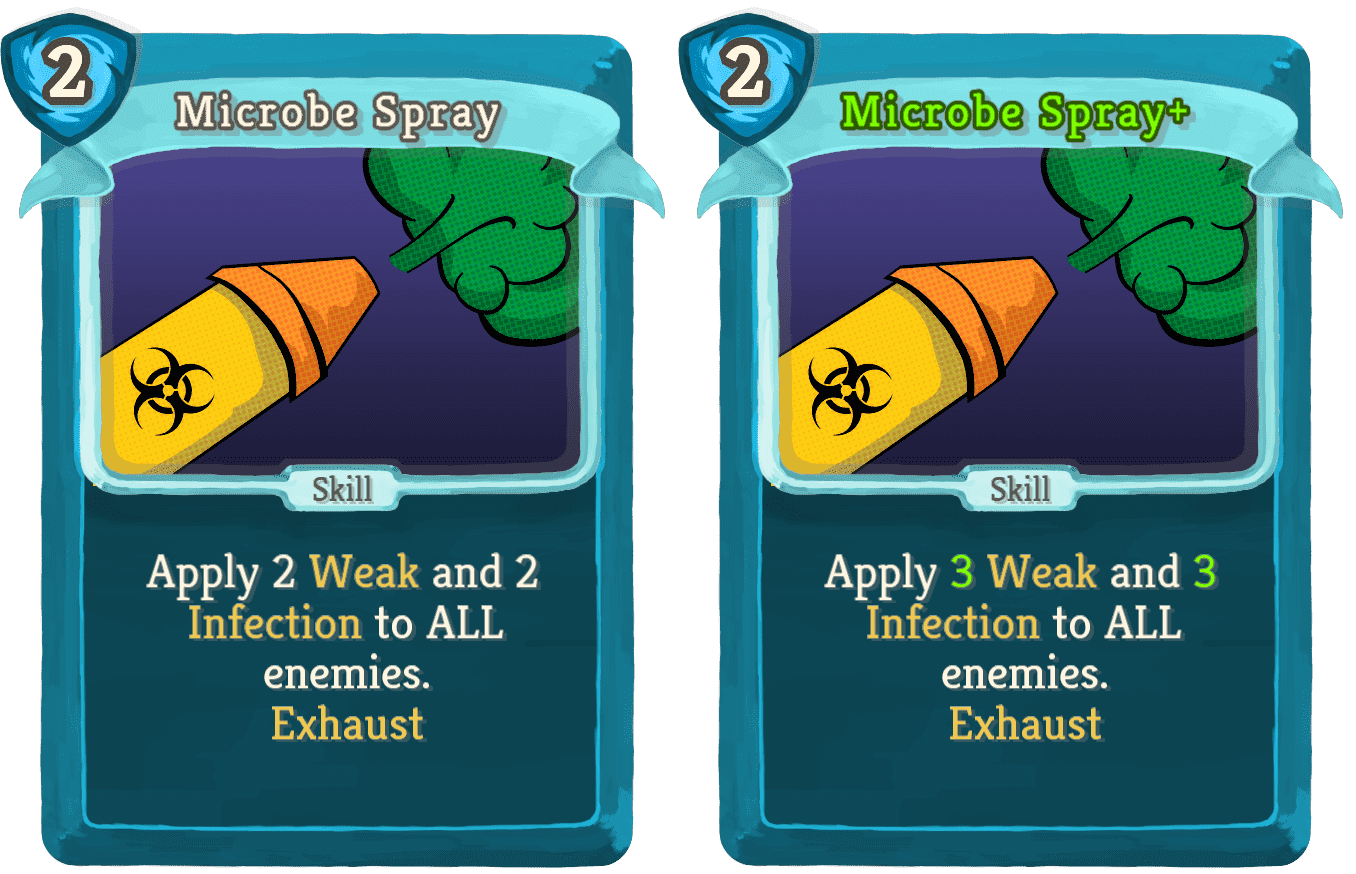 2
Microbe Spray
Skill
Apply 2 Weak and 2
Infection to ALL
enemies.
Exhaust
2
Microbe Spray+
Skill
Apply 3 Weak and 3
Infection to ALL
enemies.
Exhaust